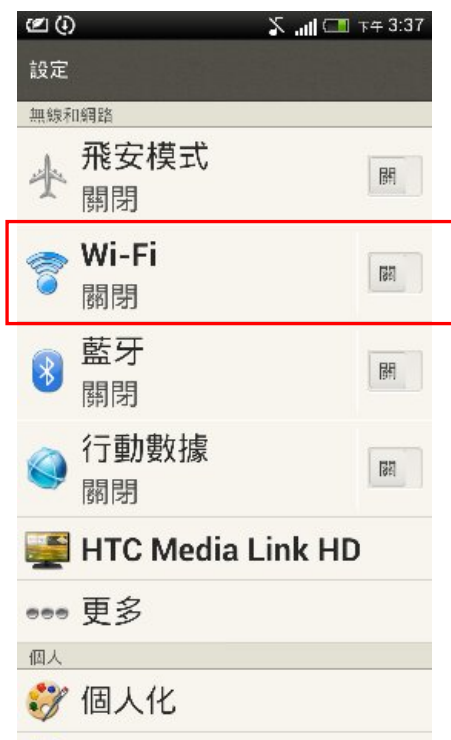 下午 3:37
設定
無線和網路
飛安模式
關閉
關
Wi-Fi
關閉
關
藍牙
關閉
關
行動數據
關閉
關
HTC Media Link HD
更多
個人
個人化